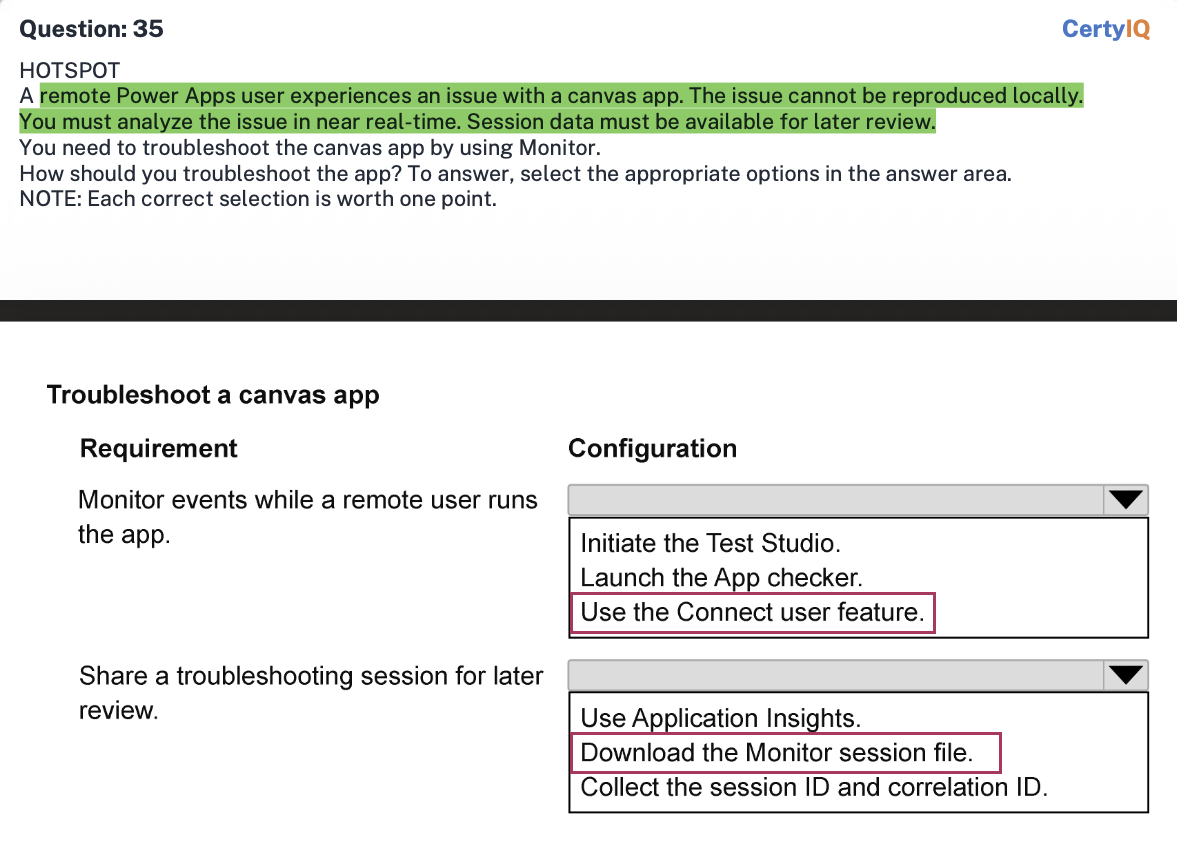 Question: 35
CertyIQ
HOTSPOT
A remote Power Apps user experiences an issue with a canvas app. The issue cannot be reproduced locally.
You must analyze the issue in near real-time. Session data must be available for later review.
You need to troubleshoot the canvas app by using Monitor.
How should you troubleshoot the app? To answer, select the appropriate options in the answer area.
NOTE: Each correct selection is worth one point.
Troubleshoot a canvas app
Requirement
Configuration
Monitor events while a remote user runs
the app.
Initiate the Test Studio.
Launch the App checker.
Use the Connect user feature.
Share a troubleshooting session for later
review.
Use Application Insights.
Download the Monitor session file.
Collect the session ID and correlation ID.